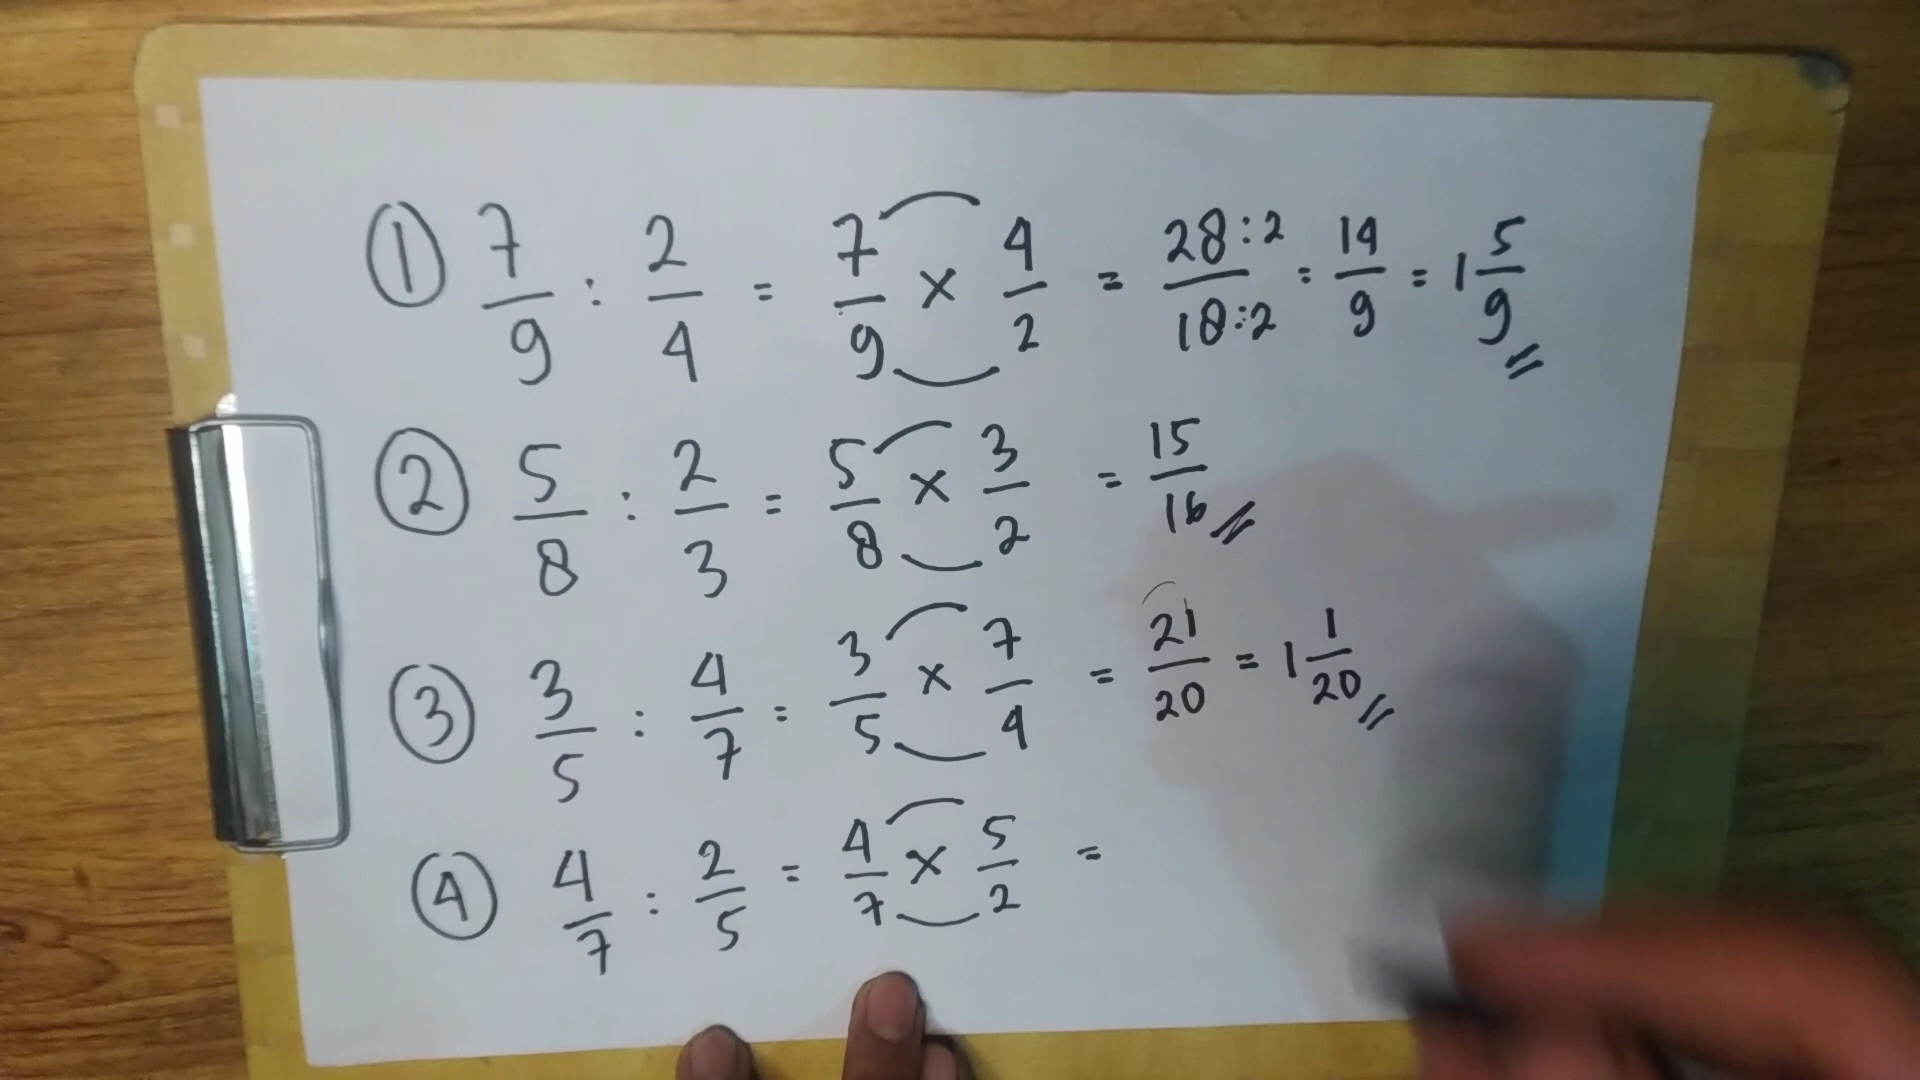 ① 7/9 : 2/4 = 7/9 × 4/2 = 28:2/18:2 = 14/9 = 1 5/9
② 5/8 : 2/3 = 5/8 × 3/2 = 15/16
③ 3/5 : 4/7 = 3/5 × 7/4 = 21/20 = 1 1/20
④ 4/7 : 2/5 = 4/7 × 5/2 =